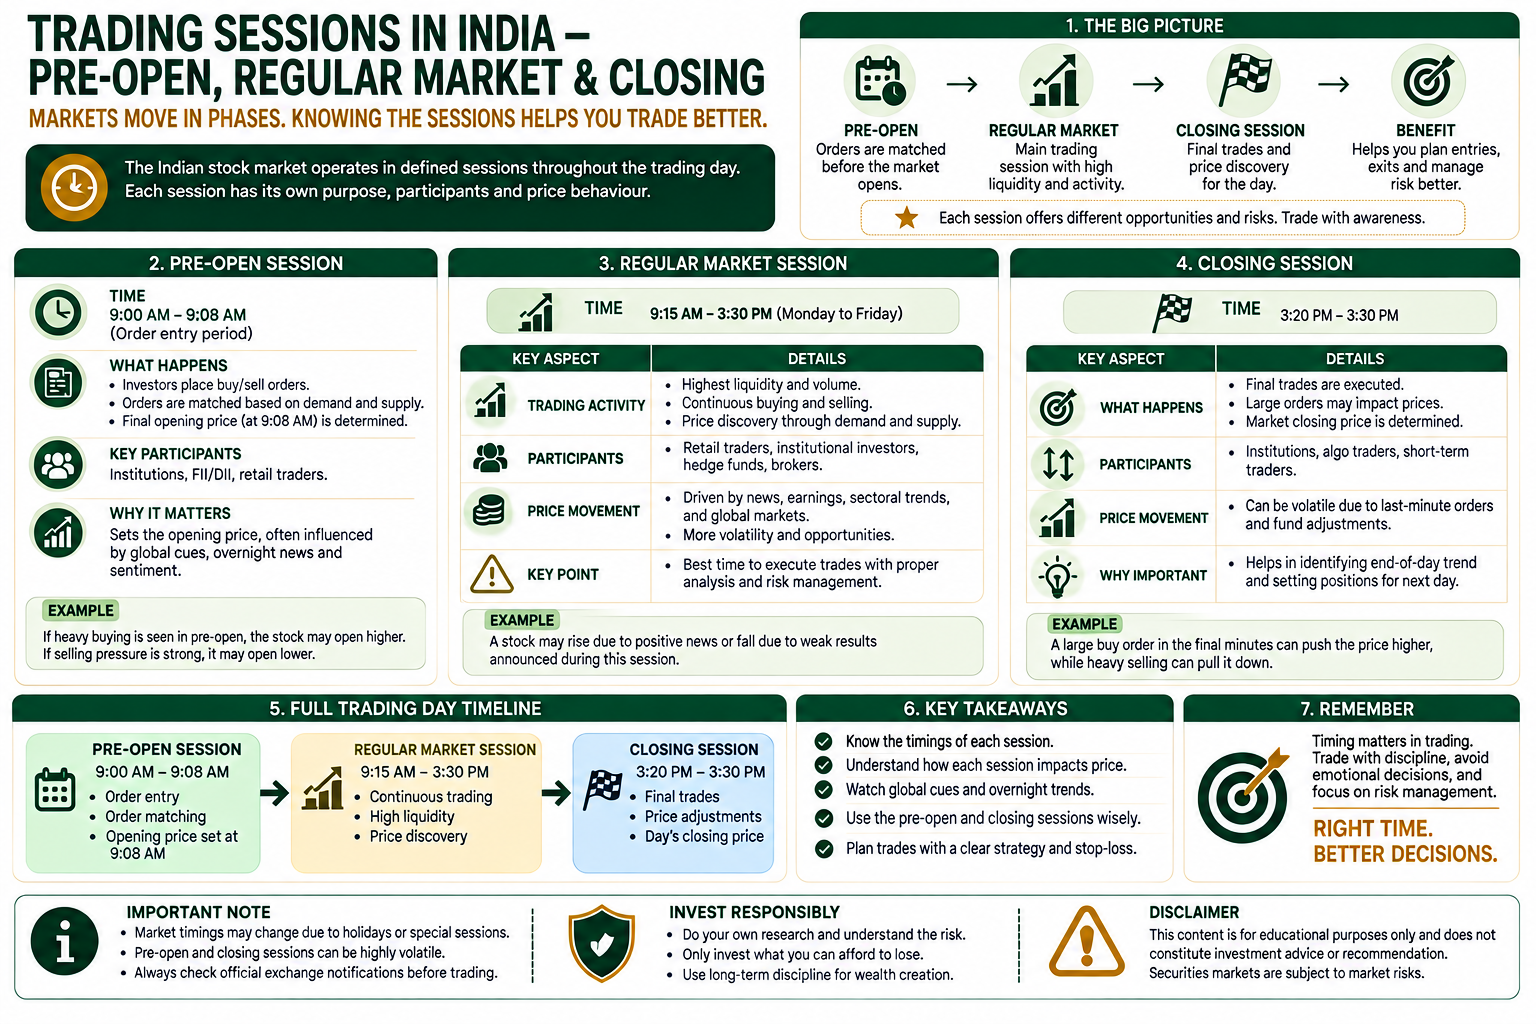 TRADING SESSIONS IN INDIA –
PRE-OPEN, REGULAR MARKET & CLOSING
MARKETS MOVE IN PHASES. KNOWING THE SESSIONS HELPS YOU TRADE BETTER.
The Indian stock market operates in defined sessions throughout the trading day.
Each session has its own purpose, participants and price behaviour.
1. THE BIG PICTURE
PRE-OPEN
Orders are matched
before the market
opens.
REGULAR MARKET
Main trading
session with high
liquidity and activity.
CLOSING SESSION
Final trades and
price discovery
for the day.
BENEFIT
Helps you plan entries,
exits and manage
risk better.
Each session offers different opportunities and risks. Trade with awareness.
2. PRE-OPEN SESSION
TIME
9:00 AM – 9:08 AM
(Order entry period)
WHAT HAPPENS
• Investors place buy/sell orders.
• Orders are matched based on demand and supply.
• Final opening price (at 9:08 AM) is determined.
KEY PARTICIPANTS
Institutions, FII/DII, retail traders.
WHY IT MATTERS
Sets the opening price, often influenced
by global cues, overnight news and
sentiment.
EXAMPLE
If heavy buying is seen in pre-open, the stock may open higher.
If selling pressure is strong, it may open lower.
3. REGULAR MARKET SESSION
TIME 9:15 AM – 3:30 PM (Monday to Friday)
KEY ASPECT DETAILS
TRADING ACTIVITY
• Highest liquidity and volume.
• Continuous buying and selling.
• Price discovery through demand and supply.
PARTICIPANTS
• Retail traders, institutional investors,
hedge funds, brokers.
PRICE MOVEMENT
• Driven by news, earnings, sectoral trends,
and global markets.
• More volatility and opportunities.
KEY POINT
• Best time to execute trades with proper
analysis and risk management.
EXAMPLE
A stock may rise due to positive news or fall due to weak results
announced during this session.
4. CLOSING SESSION
TIME 3:20 PM – 3:30 PM
KEY ASPECT DETAILS
WHAT HAPPENS
• Final trades are executed.
• Large orders may impact prices.
• Market closing price is determined.
PARTICIPANTS
• Institutions, algo traders, short-term
traders.
PRICE MOVEMENT
• Can be volatile due to last-minute orders
and fund adjustments.
WHY IMPORTANT
• Helps in identifying end-of-day trend
and setting positions for next day.
EXAMPLE
A large buy order in the final minutes can push the price higher,
while heavy selling can pull it down.
5. FULL TRADING DAY TIMELINE
PRE-OPEN SESSION
9:00 AM – 9:08 AM
• Order entry
• Order matching
• Opening price set at
9:08 AM
REGULAR MARKET SESSION
9:15 AM – 3:30 PM
• Continuous trading
• High liquidity
• Price discovery
CLOSING SESSION
3:20 PM – 3:30 PM
• Final trades
• Price adjustments
• Day's closing price
6. KEY TAKEAWAYS
Know the timings of each session.
Understand how each session impacts price.
Watch global cues and overnight trends.
Use the pre-open and closing sessions wisely.
Plan trades with a clear strategy and stop-loss.
7. REMEMBER
Timing matters in trading.
Trade with discipline, avoid
emotional decisions, and
focus on risk management.
RIGHT TIME.
BETTER DECISIONS.
IMPORTANT NOTE
• Market timings may change due to holidays or special sessions.
• Pre-open and closing sessions can be highly volatile.
• Always check official exchange notifications before trading.
INVEST RESPONSIBLY
• Do your own research and understand the risk.
• Only invest what you can afford to lose.
• Use long-term discipline for wealth creation.
DISCLAIMER
This content is for educational purposes only and does not
constitute investment advice or recommendation.
Securities markets are subject to market risks.